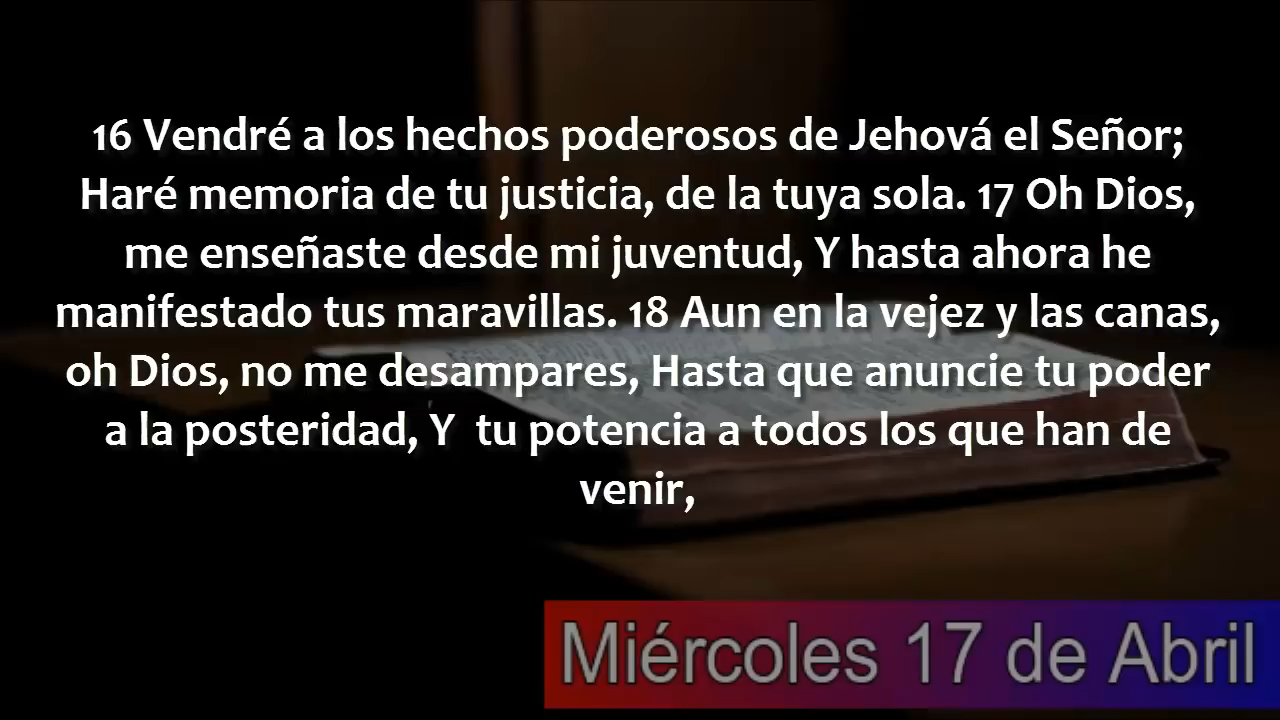 16 Vendré a los hechos poderosos de Jehová el Señor;
Haré memoria de tu justicia, de la tuya sola. 17 Oh Dios,
me enseñaste desde mi juventud, Y hasta ahora he
manifestado tus maravillas. 18 Aun en la vejez y las canas,
oh Dios, no me desampares, Hasta que anuncie tu poder
a la posteridad, Y  tu potencia a todos los que han de
venir,
Miércoles 17 de Abril